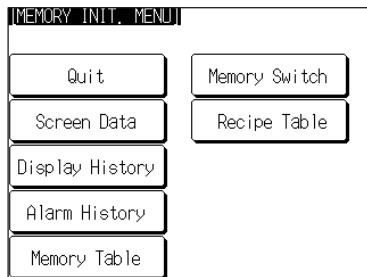 [MEMORY INIT. MENU]
Quit
Memory Switch
Screen Data
Recipe Table
Display History
Alarm History
Memory Table